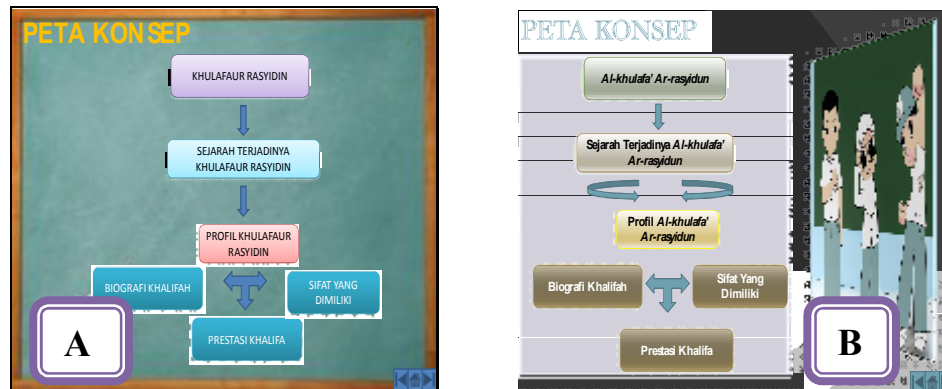 PETA KONSEP
KHULAFAUR RASYIDIN
SEJARAH TERJADINYA
KHULAFAUR RASYIDIN
PROFIL KHULAFAUR
RASYIDIN
BIOGRAFI KHALIFAH
SIFAT YANG
DIMILIKI
PRESTASI KHALIFA
A
PETA KONSEP
Al-khulafa' Ar-rasyidun
Sejarah Terjadinya Al-khulafa'
Ar-rasyidun
Profil Al-khulafa'
Ar-rasyidun
Biografi Khalifah
Sifat Yang
Dimiliki
Prestasi Khalifa
B